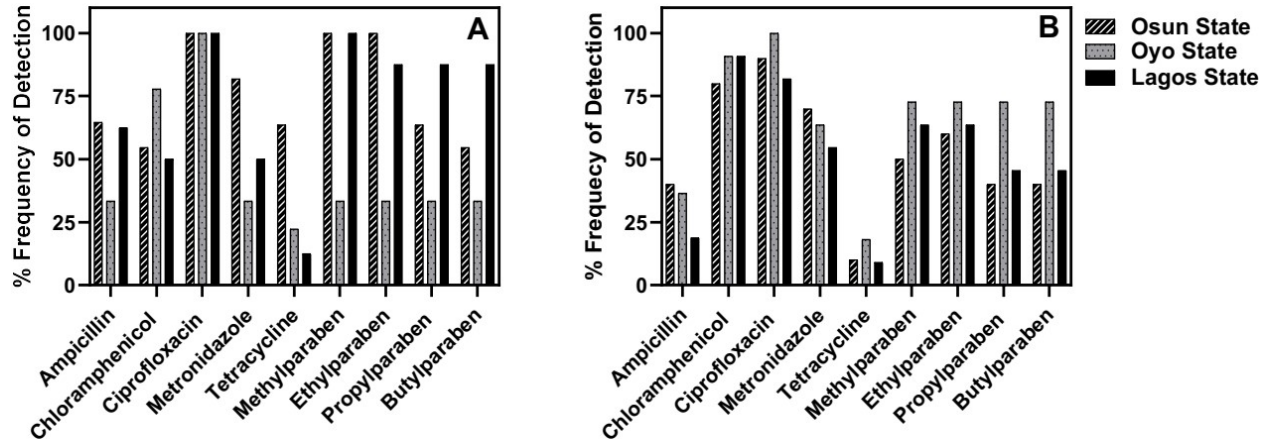 % Frequency of Detection
100
75
50
25
0
A
Ampicillin
Chloramphenicol
Ciprofloxacin
Metronidazole
Tetracycline
Methylparaben
Ethylparaben
Propylparaben
Butylparaben
% Frequecy of Detection
100
75
50
25
0
B
Ampicillin
Chloramphenicol
Ciprofloxacin
Metronidazole
Tetracycline
Methylparaben
Ethylparaben
Propylparaben
Butylparaben
Osun State
Oyo State
Lagos State